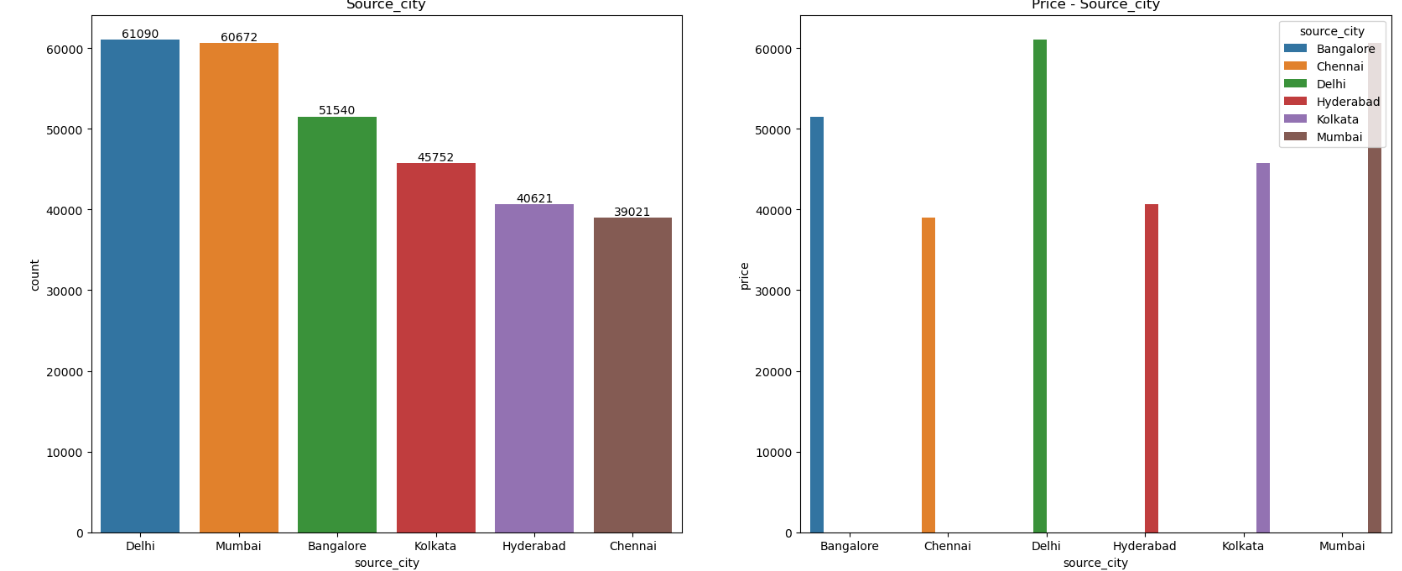 Source_city
61090
60672
51540
45752
40621
39021
60000
50000
40000
30000
20000
10000
0
count
Delhi
Mumbai
Bangalore
Kolkata
Hyderabad
Chennai
source_city
Price - Source_city
source_city
Bangalore
Chennai
Delhi
Hyderabad
Kolkata
Mumbai
60000
50000
40000
30000
20000
10000
0
price
Bangalore
Chennai
Delhi
Hyderabad
Kolkata
Mumbai
source_city